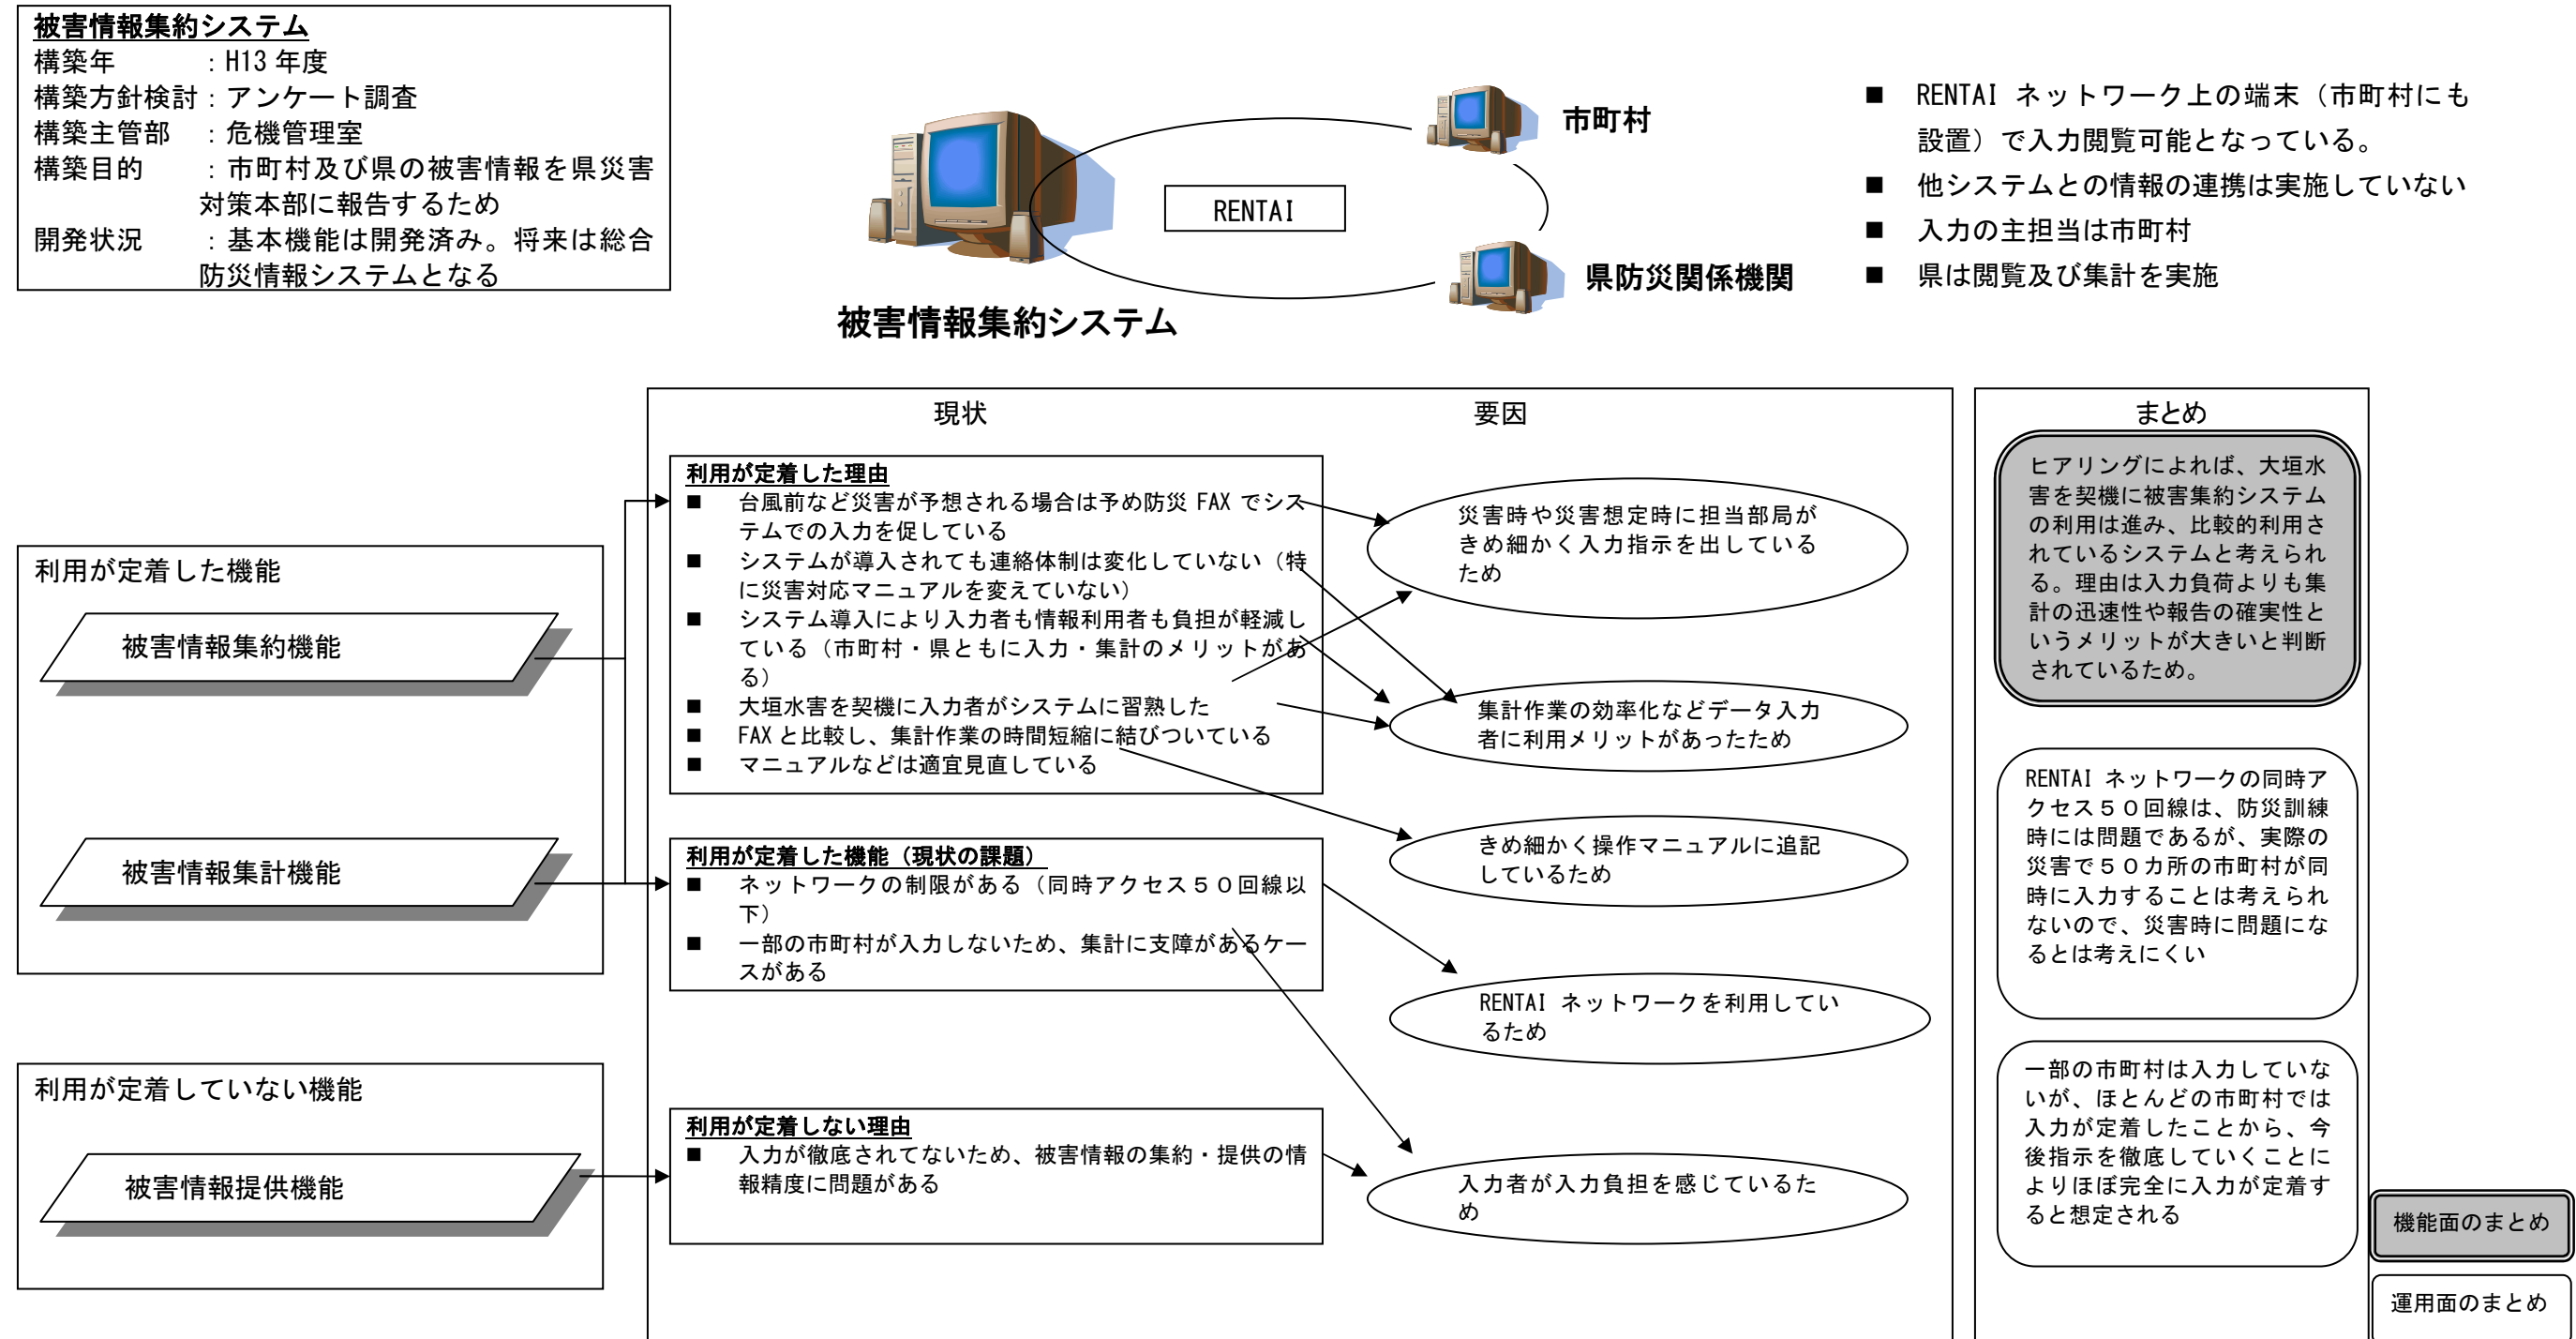 被害情報集約システム
構築年　　　：H13 年度
構築方針検討：アンケート調査
構築主管部　：危機管理室
構築目的　　：市町村及び県の被害情報を県災害
対策本部に報告するため
開発状況　　：基本機能は開発済み。将来は総合
防災情報システムとなる
市町村
RENTAI
県防災関係機関
被害情報集約システム
■ RENTAI ネットワーク上の端末（市町村にも
設置）で入力閲覧可能となっている。
■ 他システムとの情報の連携は実施していない
■ 入力の主担当は市町村
■ 県は閲覧及び集計を実施
利用が定着した機能
被害情報集約機能
被害情報集計機能
利用が定着していない機能
被害情報提供機能
現状
利用が定着した理由
■ 台風前など災害が予想される場合は予め防災 FAX でシス
テムでの入力を促している
■ システムが導入されても連絡体制は変化していない（特
に災害対応マニュアルを変えていない）
■ システム導入により入力者も情報利用者も負担が軽減し
ている（市町村・県ともに入力・集計のメリットがあ
る）
■ 大垣水害を契機に入力者がシステムに習熟した
■ FAX と比較し、集計作業の時間短縮に結びついている
■ マニュアルなどは適宜見直している
利用が定着した機能（現状の課題）
■ ネットワークの制限がある（同時アクセス５０回線以
下）
■ 一部の市町村が入力しないため、集計に支障があるケー
スがある
利用が定着しない理由
■ 入力が徹底されてないため、被害情報の集約・提供の情
報精度に問題がある
要因
災害時や災害想定時に担当部局が
きめ細かく入力指示を出している
ため
集計作業の効率化などデータ入力
者に利用メリットがあったため
きめ細かく操作マニュアルに追記
しているため
RENTAI ネットワークを利用してい
るため
入力者が入力負担を感じているた
め
まとめ
ヒアリングによれば、大垣水
害を契機に被害集約システム
の利用は進み、比較的利用さ
れているシステムと考えられ
る。理由は入力負荷よりも集
計の迅速性や報告の確実性と
いうメリットが大きいと判断
されているため。
RENTAI ネットワークの同時ア
クセス５０回線は、防災訓練
時には問題であるが、実際の
災害で５０カ所の市町村が同
時に入力することは考えられ
ないので、災害時に問題にな
るとは考えにくい
一部の市町村は入力していな
いが、ほとんどの市町村では
入力が定着したことから、今
後指示を徹底していくことに
よりほぼ完全に入力が定着す
ると想定される
機能面のまとめ
運用面のまとめ